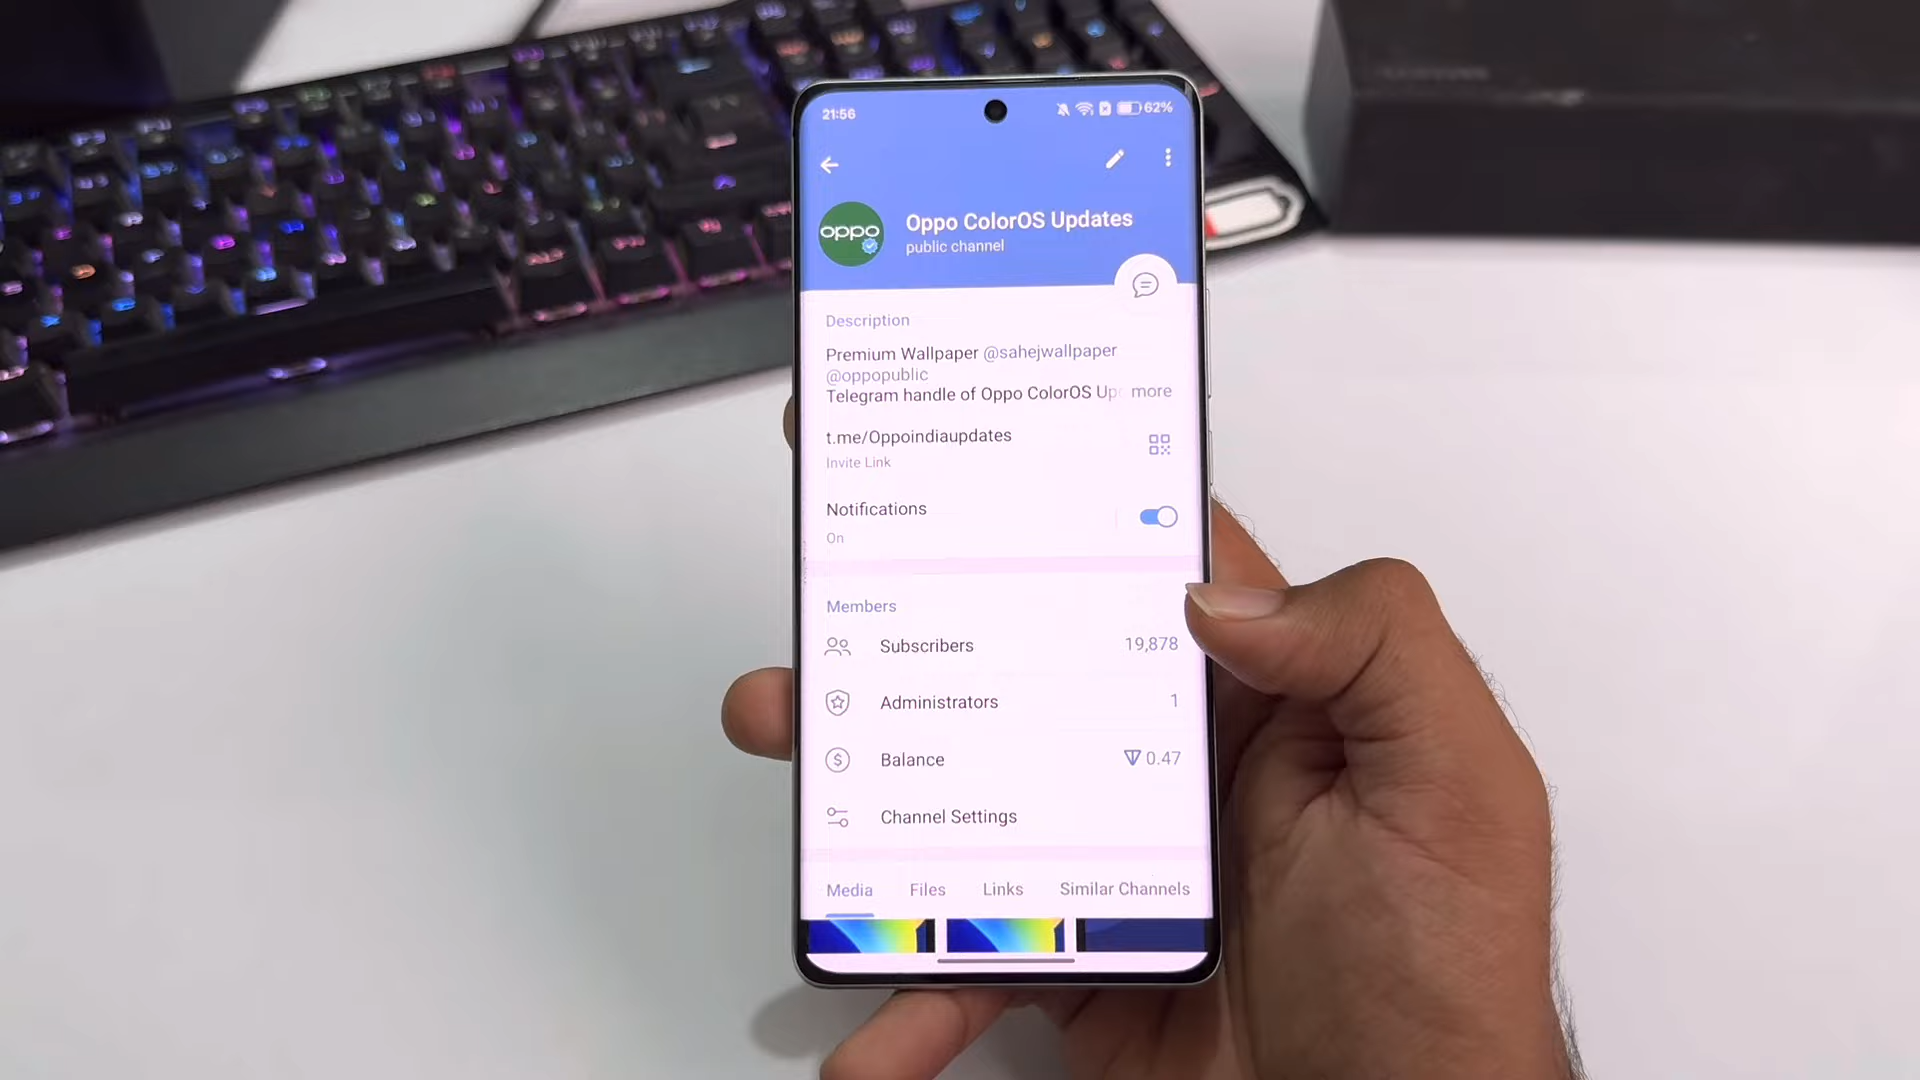 21:56
62%
oppo
Oppo ColorOS Updates
public channel
Description
Premium Wallpaper @sahejwallpaper
@oppopublic
Telegram handle of Oppo ColorOS Up more
t.me/Oppoindiaupdates
Invite Link
Notifications
On
Members
Subscribers 19,878
Administrators 1
Balance 0.47
Channel Settings
Media Files Links Similar Channels